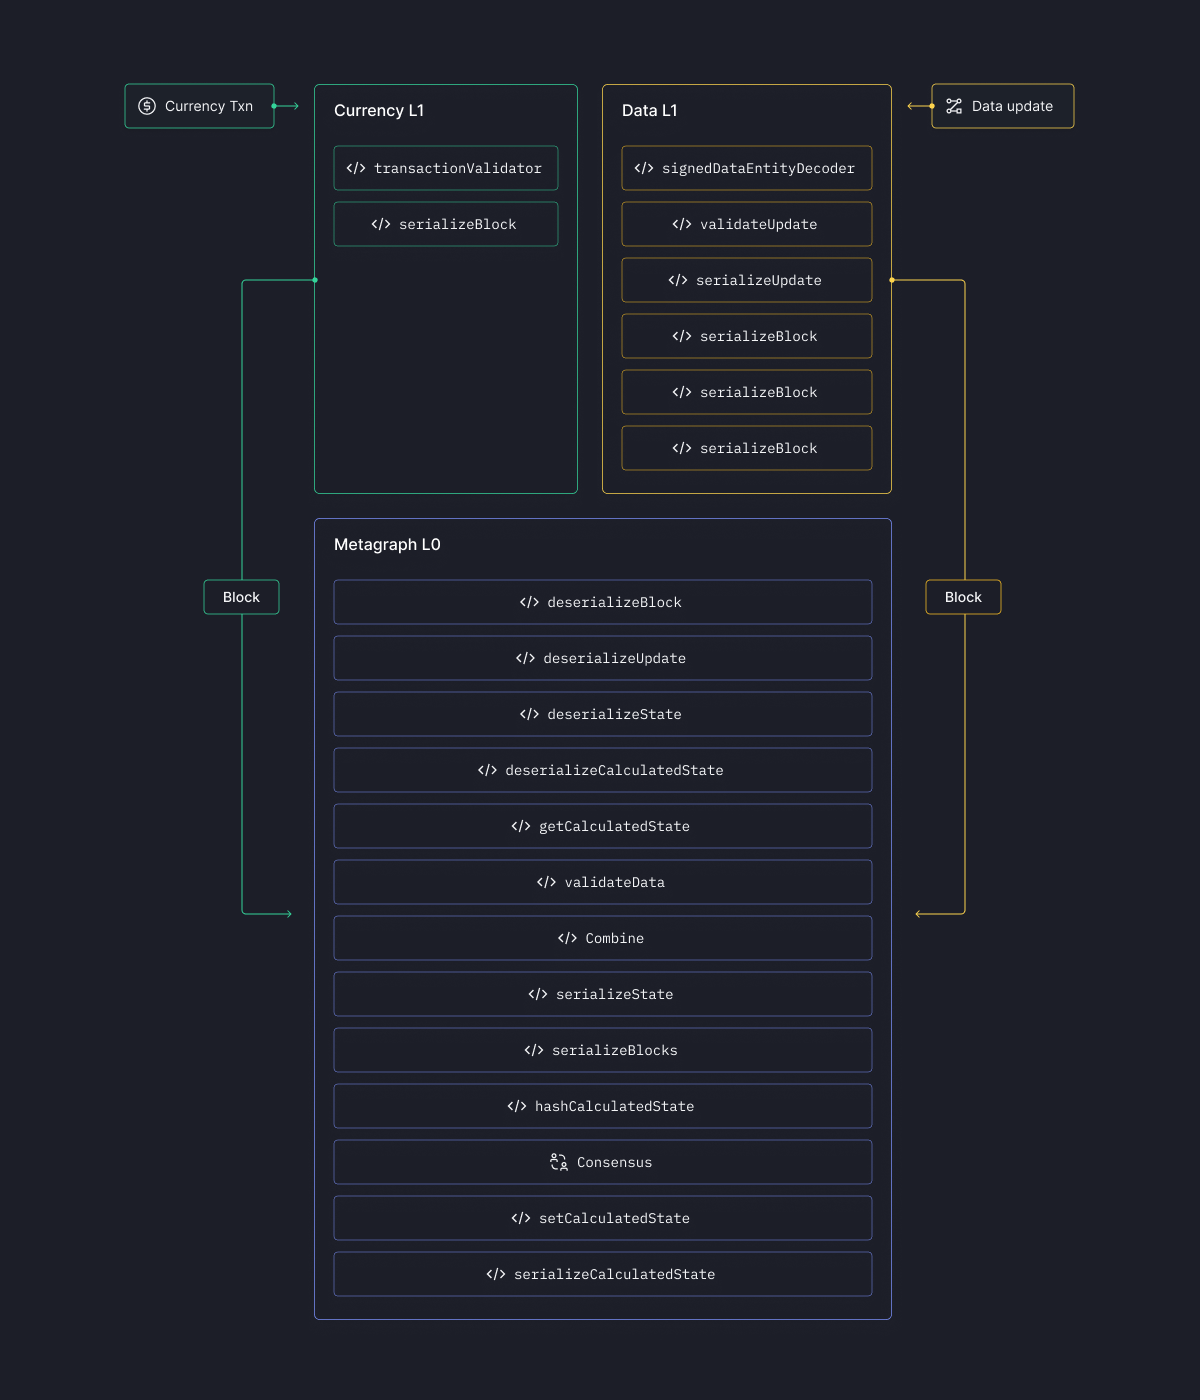 Currency Txn
Currency L1
transactionValidator
serializeBlock
Data L1
signedDataEntityDecoder
validateUpdate
serializeUpdate
serializeBlock
serializeBlock
serializeBlock
Data update
Block
Block
Metagraph L0
deserializeBlock
deserializeUpdate
deserializeState
deserializeCalculatedState
getCalculatedState
validateData
Combine
serializeState
serializeBlocks
hashCalculatedState
Consensus
setCalculatedState
serializeCalculatedState